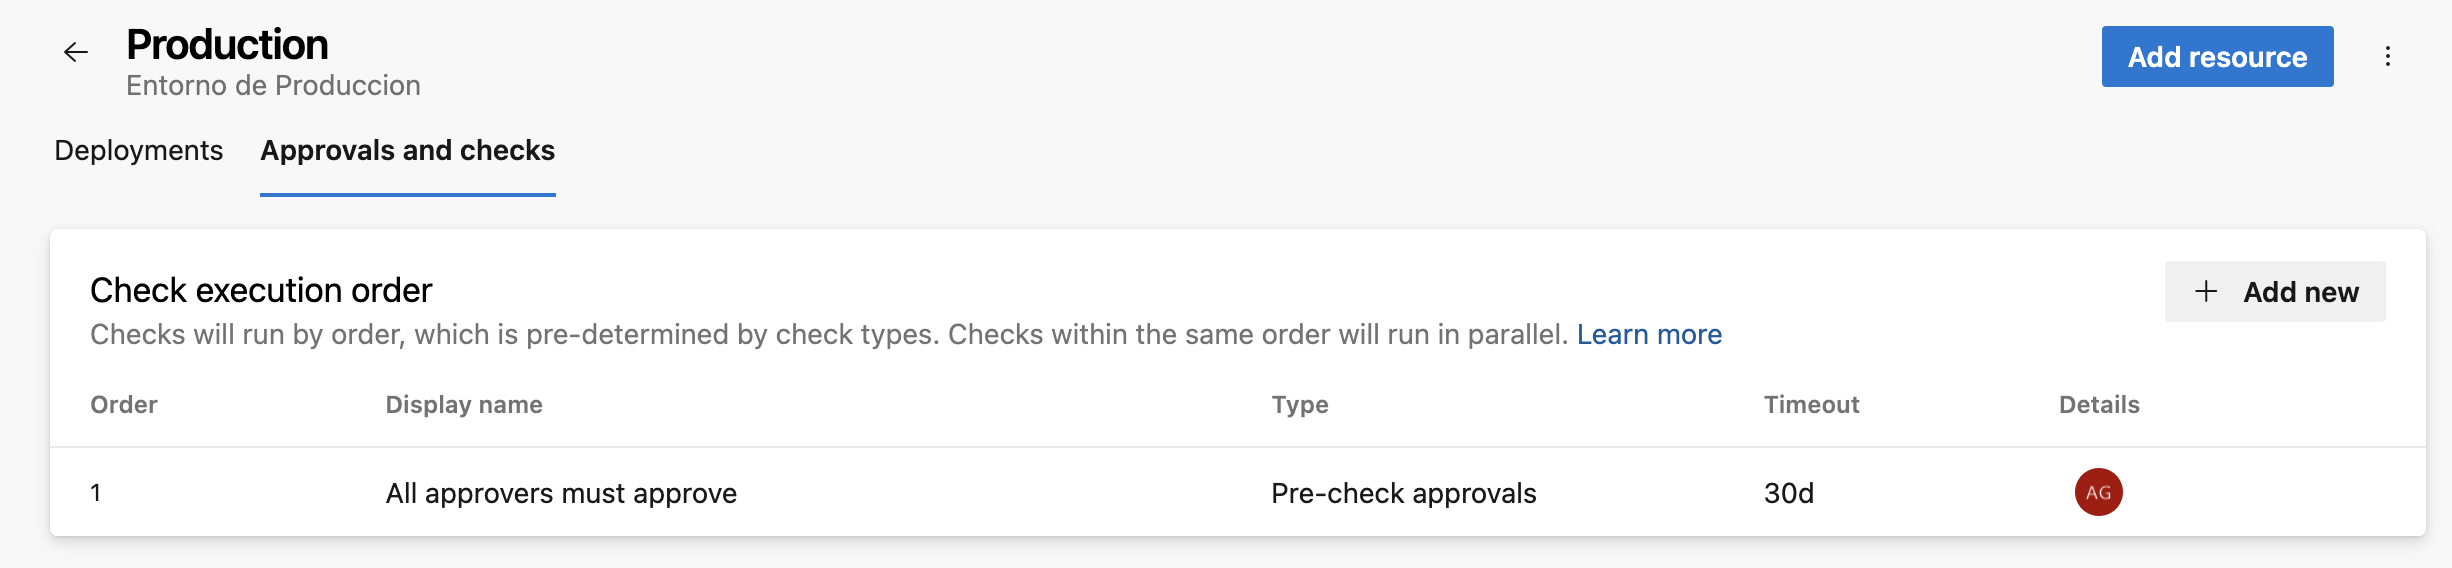 Production
Entorno de Produccion
Add resource
Deployments
Approvals and checks
Check execution order
Checks will run by order, which is pre-determined by check types. Checks within the same order will run in parallel. Learn more
Add new
Order Display name Type Timeout Details
1 All approvers must approve Pre-check approvals 30d AG